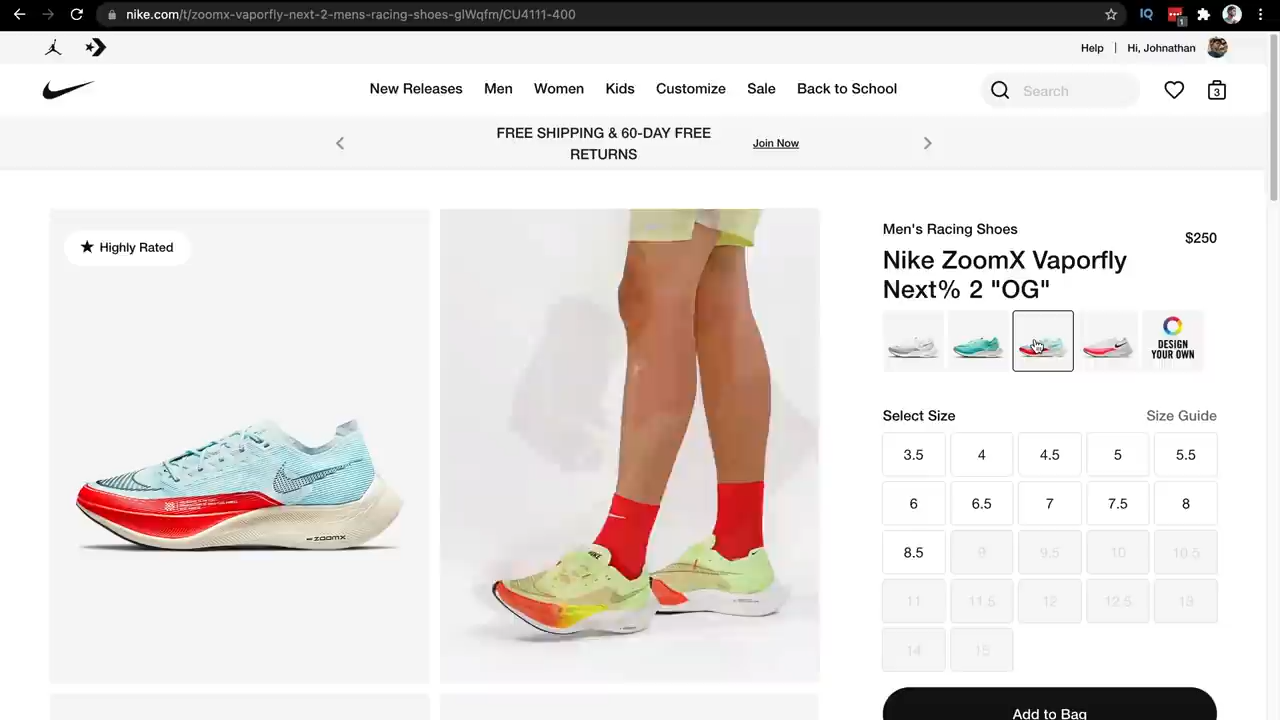 nike.com/t/zoomx-vaporfly-next-2-mens-racing-shoes-glWqfm/CU4111-400
IQ
1
Help
Hi, Johnathan
New Releases
Men
Women
Kids
Customize
Sale
Back to School
Search
3
FREE SHIPPING & 60-DAY FREE
RETURNS
Join Now
★ Highly Rated
ZOOMX
NIKE
Men's Racing Shoes
$250
Nike ZoomX Vaporfly
Next% 2 "OG"
DESIGN
YOUR OWN
Select Size
Size Guide
3.5
4
4.5
5
5.5
6
6.5
7
7.5
8
8.5
9
9.5
10
10.5
11
11.5
12
12.5
13
14
15
Add to Bag